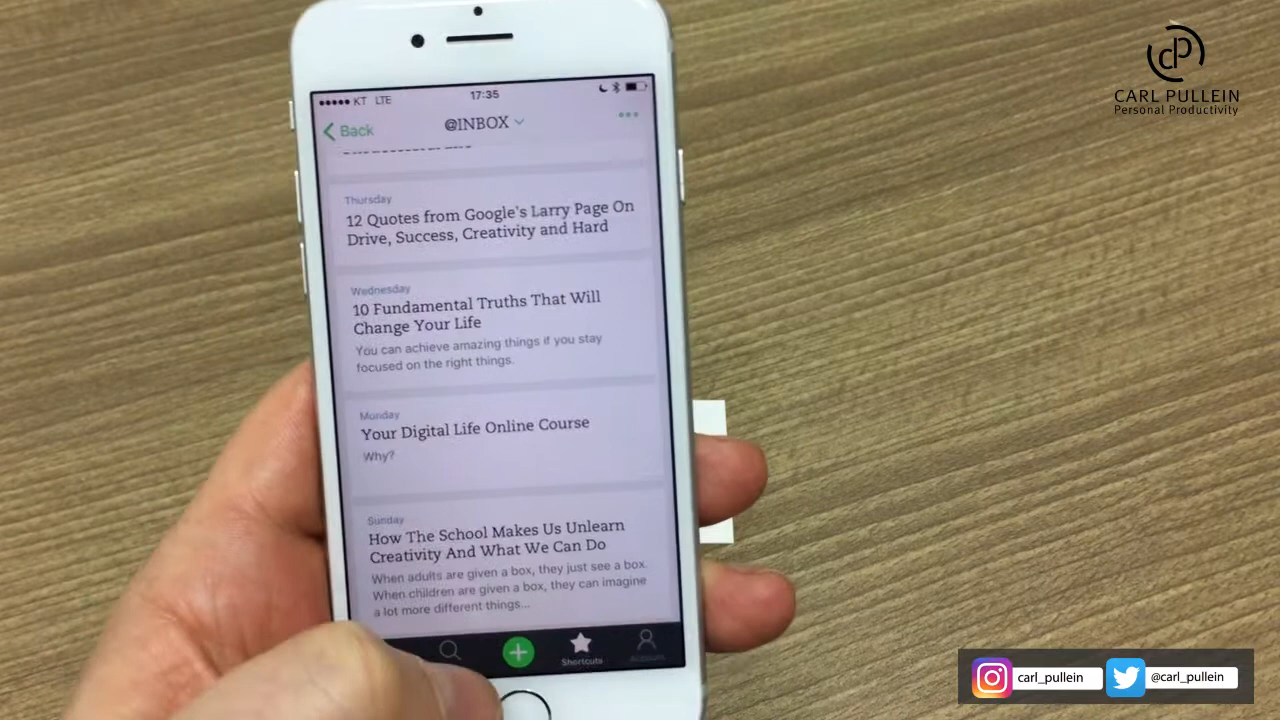 CARL PULLEIN
Personal Productivity
KT LTE
17:35
Back
@INBOX
Thursday
12 Quotes from Google's Larry Page On
Drive, Success, Creativity and Hard
Wednesday
10 Fundamental Truths That Will
Change Your Life
You can achieve amazing things if you stay
focused on the right things.
Monday
Your Digital Life Online Course
Why?
Sunday
How The School Makes Us Unlearn
Creativity And What We Can Do
When adults are given a box, they just see a box.
When children are given a box, they can imagine
a lot more different things...
Shortcuts
Account
carl_pullein
@carl_pullein